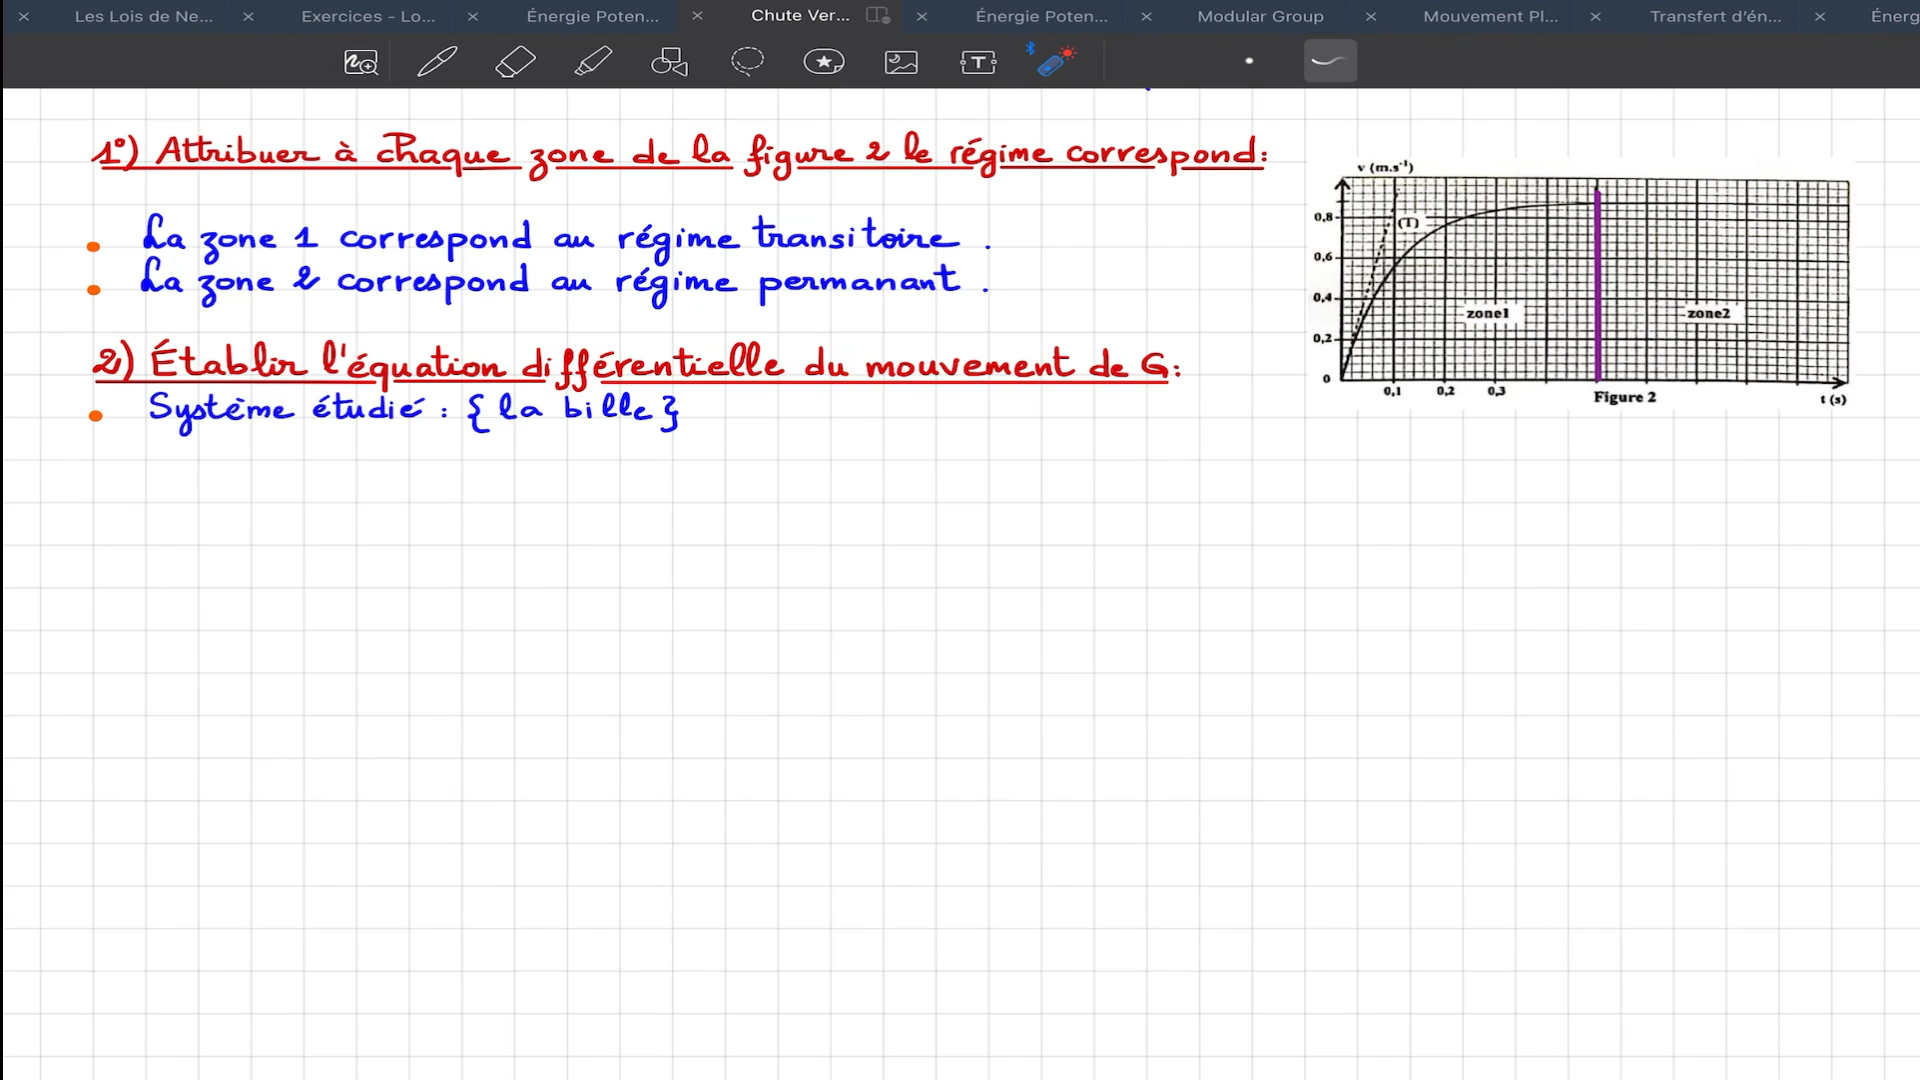 Les Lois de Ne... Exercices - Lo... Énergie Poten... Chute Ver... Énergie Poten... Modular Group Mouvement Pl... Transfert d'én... Énerg
1°) Attribuer à chaque zone de la figure 2 le régime correspond:
La zone 1 correspond au régime transitoire .
La zone 2 correspond au régime permanant .
2) Établir l'équation différentielle du mouvement de G:
Système étudié : { la bille }
v (m.s⁻¹)
0,8
(T)
0,6
0,4
zone1 zone2
0,2
0
0,1 0,2 0,3
Figure 2
t (s)